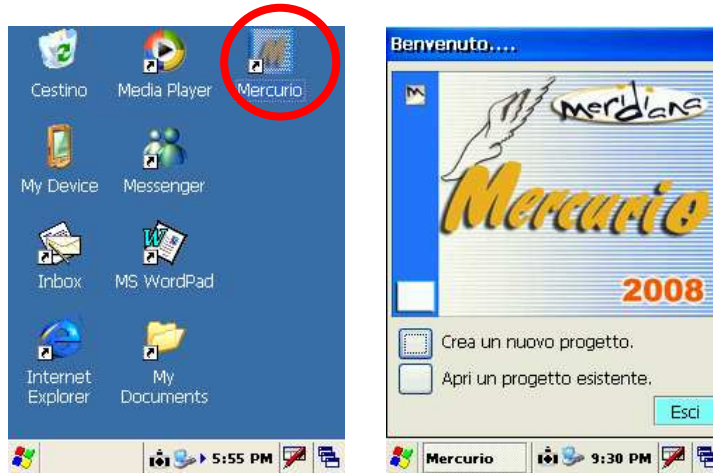 Cestino
Media Player
Mercurio
My Device
Messenger
Inbox
MS WordPad
Internet
Explorer
My
Documents
5:55 PM
Benvenuto....
meridiana
Mercurio
2008
Crea un nuovo progetto.
Apri un progetto esistente.
Esci
Mercurio
9:30 PM